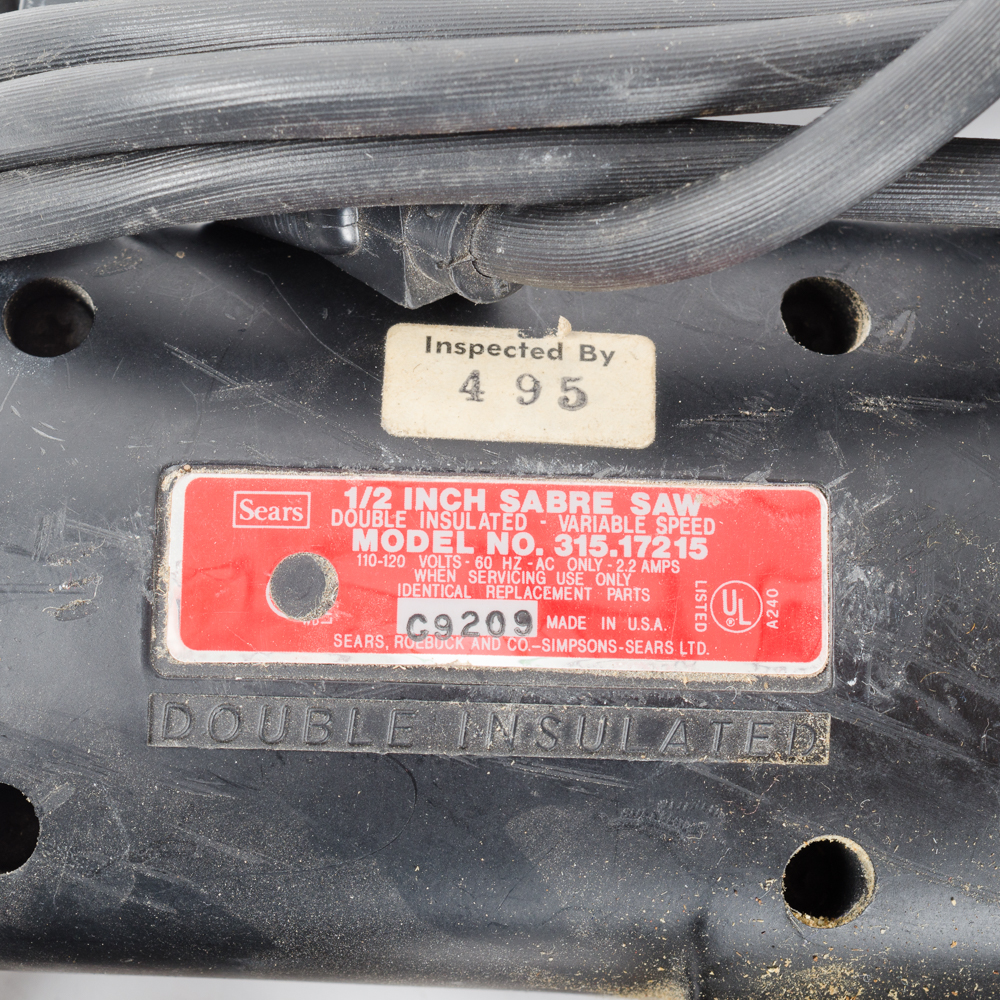 Inspected By
495
Sears
1/2 INCH SABRE SAW
DOUBLE INSULATED - VARIABLE SPEED
MODEL NO. 315.17215
110-120 VOLTS - 60 HZ - AC ONLY - 2.2 AMPS
WHEN SERVICING USE ONLY
IDENTICAL REPLACEMENT PARTS
G9209 MADE IN U.S.A.
SEARS, ROEBUCK AND CO.-SIMPSONS-SEARS LTD.
LISTED UL A240
DOUBLE INSULATED